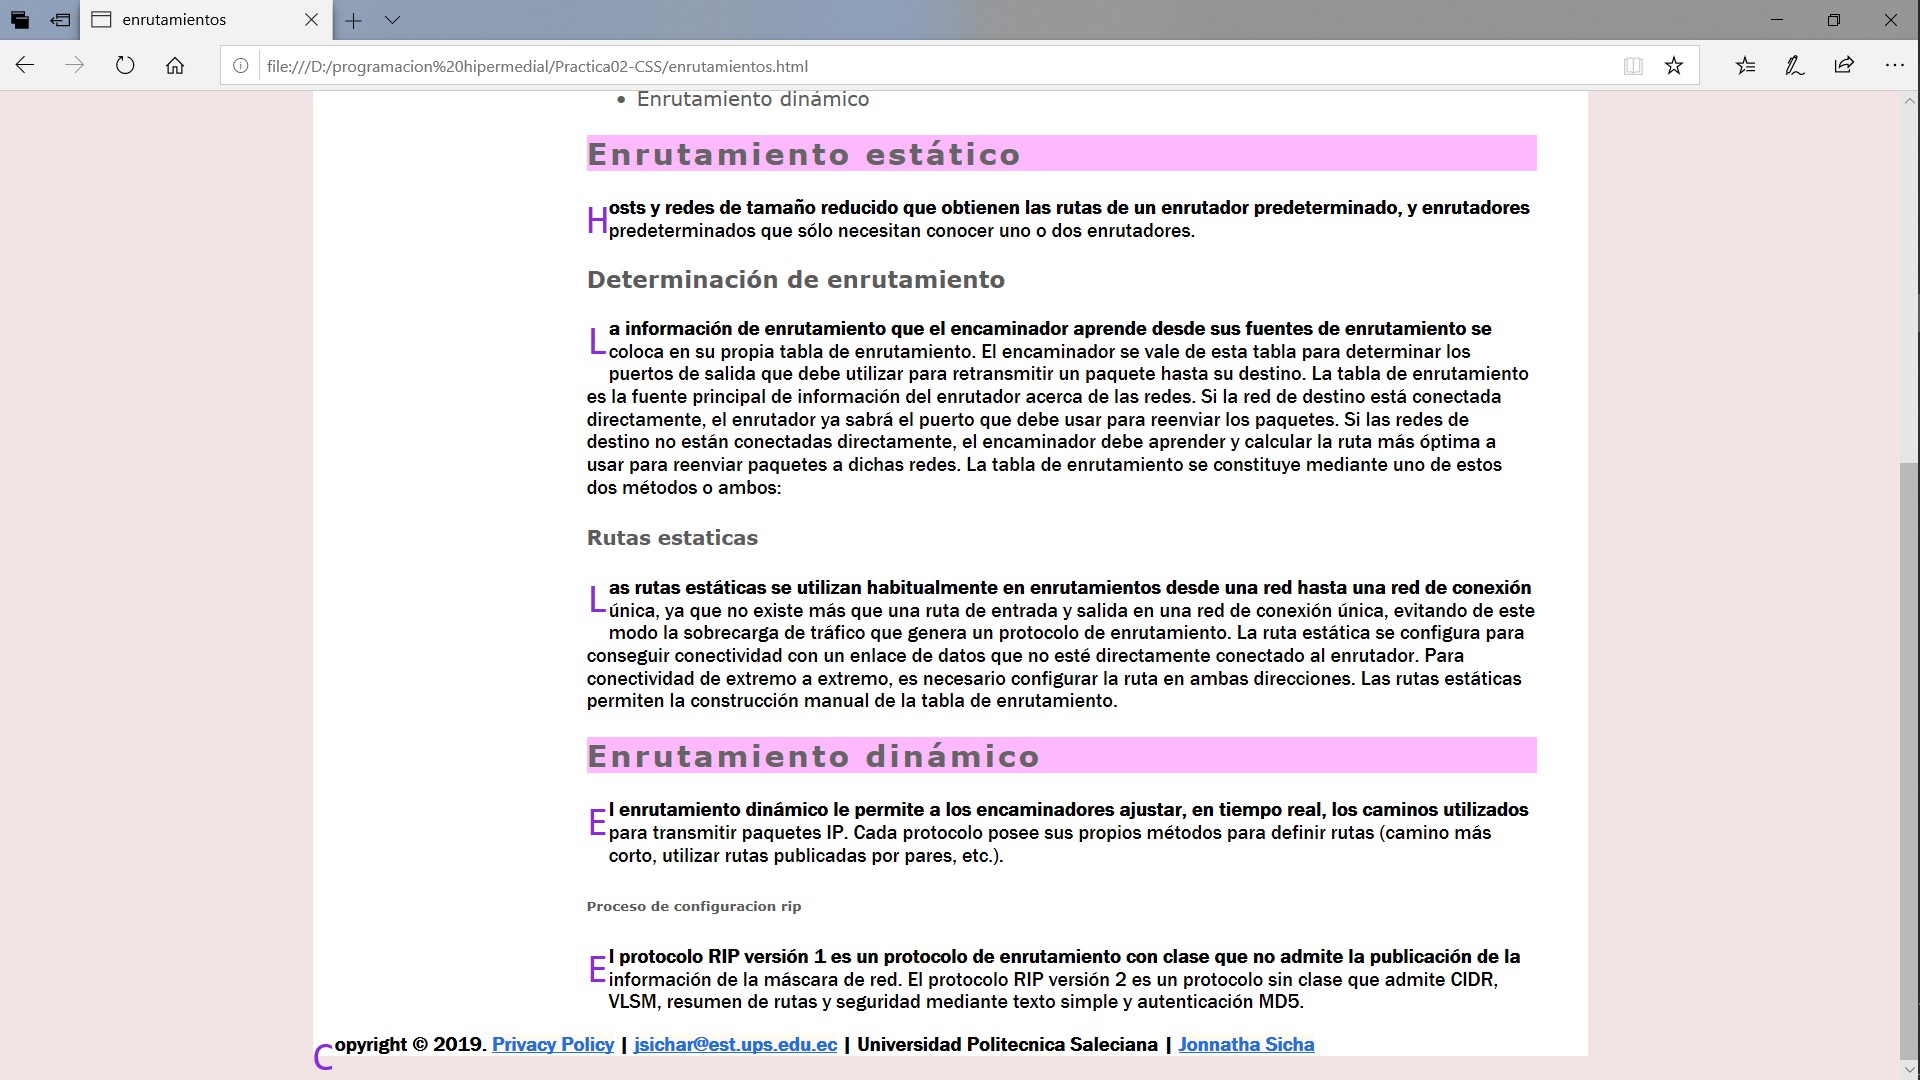 enrutamientos
file:///D:/programacion%20hipermedial/Practica02-CSS/enrutamientos.html
• Enrutamiento dinámico
Enrutamiento estático
Hosts y redes de tamaño reducido que obtienen las rutas de un enrutador predeterminado, y enrutadores
predeterminados que sólo necesitan conocer uno o dos enrutadores.
Determinación de enrutamiento
La información de enrutamiento que el encaminador aprende desde sus fuentes de enrutamiento se
coloca en su propia tabla de enrutamiento. El encaminador se vale de esta tabla para determinar los
puertos de salida que debe utilizar para retransmitir un paquete hasta su destino. La tabla de enrutamiento
es la fuente principal de información del enrutador acerca de las redes. Si la red de destino está conectada
directamente, el enrutador ya sabrá el puerto que debe usar para reenviar los paquetes. Si las redes de
destino no están conectadas directamente, el encaminador debe aprender y calcular la ruta más óptima a
usar para reenviar paquetes a dichas redes. La tabla de enrutamiento se constituye mediante uno de estos
dos métodos o ambos:
Rutas estaticas
Las rutas estáticas se utilizan habitualmente en enrutamientos desde una red hasta una red de conexión
única, ya que no existe más que una ruta de entrada y salida en una red de conexión única, evitando de este
modo la sobrecarga de tráfico que genera un protocolo de enrutamiento. La ruta estática se configura para
conseguir conectividad con un enlace de datos que no esté directamente conectado al enrutador. Para
conectividad de extremo a extremo, es necesario configurar la ruta en ambas direcciones. Las rutas estáticas
permiten la construcción manual de la tabla de enrutamiento.
Enrutamiento dinámico
El enrutamiento dinámico le permite a los encaminadores ajustar, en tiempo real, los caminos utilizados
para transmitir paquetes IP. Cada protocolo posee sus propios métodos para definir rutas (camino más
corto, utilizar rutas publicadas por pares, etc.).
Proceso de configuracion rip
El protocolo RIP versión 1 es un protocolo de enrutamiento con clase que no admite la publicación de la
información de la máscara de red. El protocolo RIP versión 2 es un protocolo sin clase que admite CIDR,
VLSM, resumen de rutas y seguridad mediante texto simple y autenticación MD5.
Copyright © 2019. Privacy Policy | jsichar@est.ups.edu.ec | Universidad Politecnica Saleciana | Jonnatha Sicha